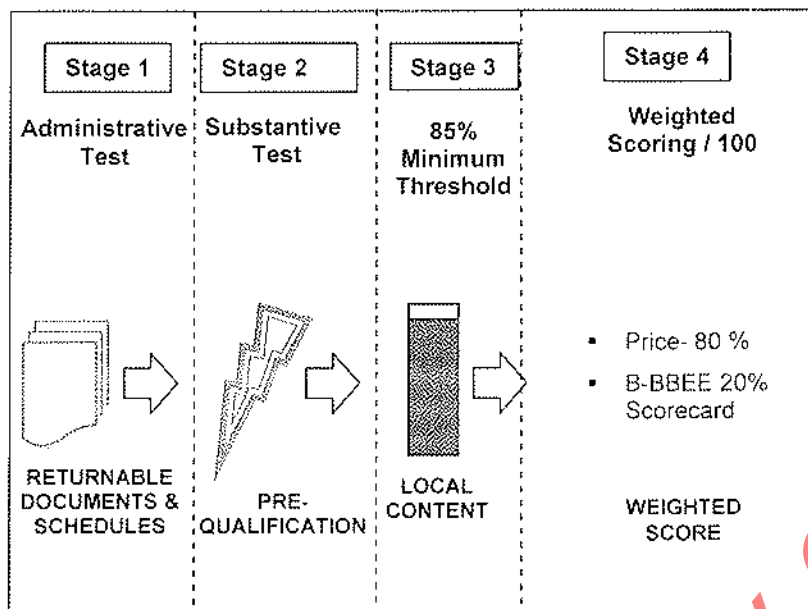 Stage 1
Administrative
Test
RETURNABLE
DOCUMENTS &
SCHEDULES
Stage 2
Substantive
Test
PRE-
QUALIFICATION
Stage 3
85%
Minimum
Threshold
LOCAL
CONTENT
Stage 4
Weighted
Scoring / 100
▪ Price- 80 %
▪ B-BBEE 20%
Scorecard
WEIGHTED
SCORE